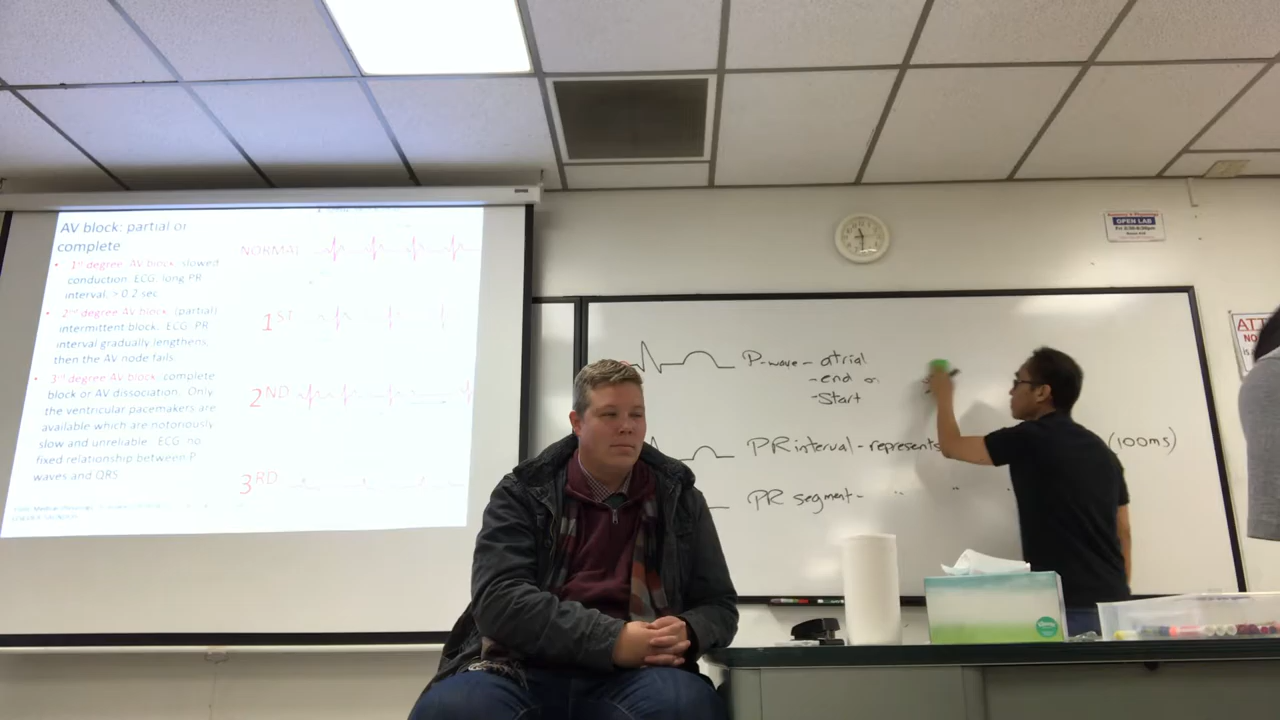 AV block: partial or
complete
• 1st degree AV block: slowed
conduction. ECG: long PR
interval, > 0.2 sec
• 2nd degree AV block (partial)
intermittent block. ECG: PR
interval gradually lengthens,
then the AV node fails.
• 3rd degree AV block: complete
block or AV dissociation. Only
the ventricular pacemakers are
available which are notoriously
slow and unreliable. ECG: no
fixed relationship between P
waves and QRS
NORMAL
1ST
2ND
3RD
P-wave - atrial
- end
- Start
PR interval - represents (100ms)
PR segment - " " "
OPEN LAB
ATT
NO
Kleenex